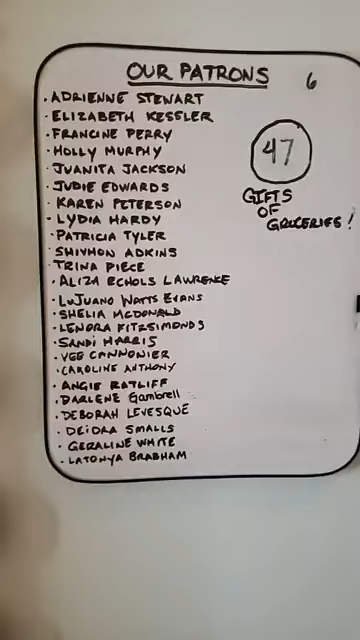 OUR PATRONS
6
· ADRIENNE STEWART
· ELIZABETH KESSLER
· FRANCINE PERRY
· HOLLY MURPHY
· JUANITA JACKSON
· JUDIE EDWARDS
· KAREN PETERSON
· LYDIA HARDY
· PATRICIA TYLER
· SHIVHON ADKINS
· TRINA PIECE
· ALIZA ECHOLS LAWRENCE
· LUJUANO WATTS EVANS
· SHELIA MCDONALD
· LENORA FITZSIMONDS
· SANDI HARRIS
· VEE CANNONIER
· CAROLINE ANTHONY
· ANGIE RATLIFF
· DARLENE Gambrell
· DEBORAH LEVESQUE
· DEIDRA SMALLS
· GERALINE WHITE
· LATONYA BRABHAM
47
GIFTS
OF
GROCERIES!